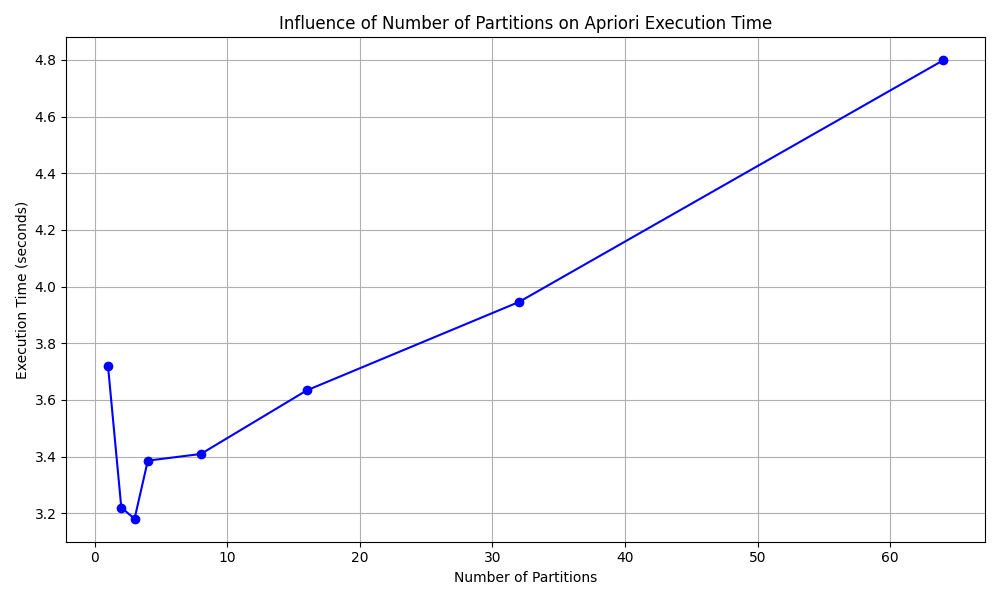 Influence of Number of Partitions on Apriori Execution Time
Execution Time (seconds)
4.8
4.6
4.4
4.2
4.0
3.8
3.6
3.4
3.2
0 10 20 30 40 50 60
Number of Partitions